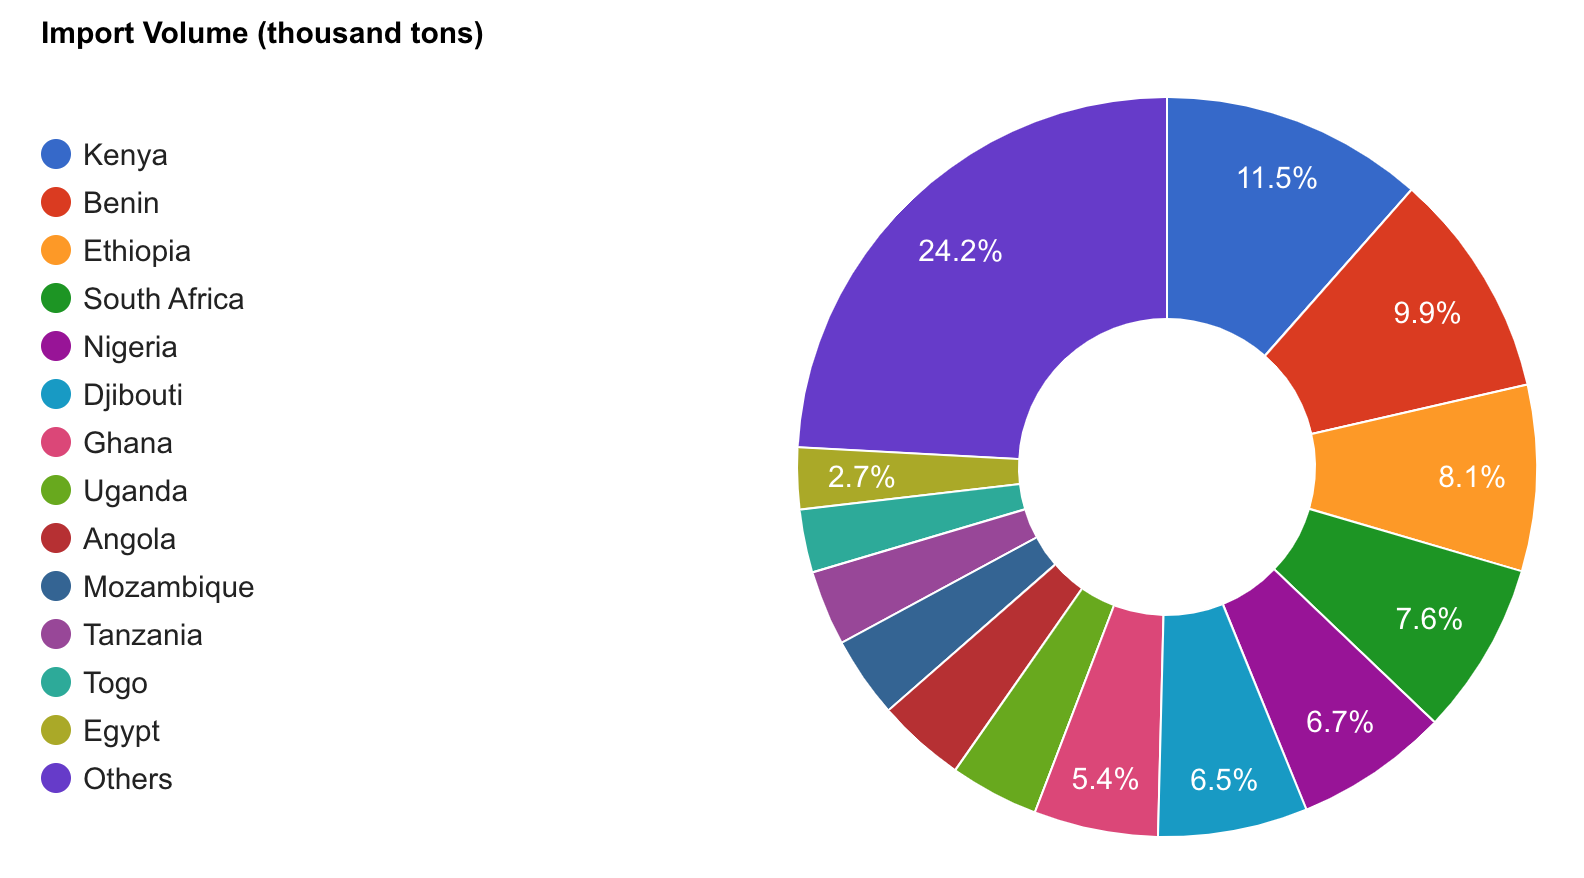 Import Volume (thousand tons)
Kenya
Benin
Ethiopia
South Africa
Nigeria
Djibouti
Ghana
Uganda
Angola
Mozambique
Tanzania
Togo
Egypt
Others
11.5%
9.9%
8.1%
7.6%
6.7%
6.5%
5.4%
2.7%
24.2%